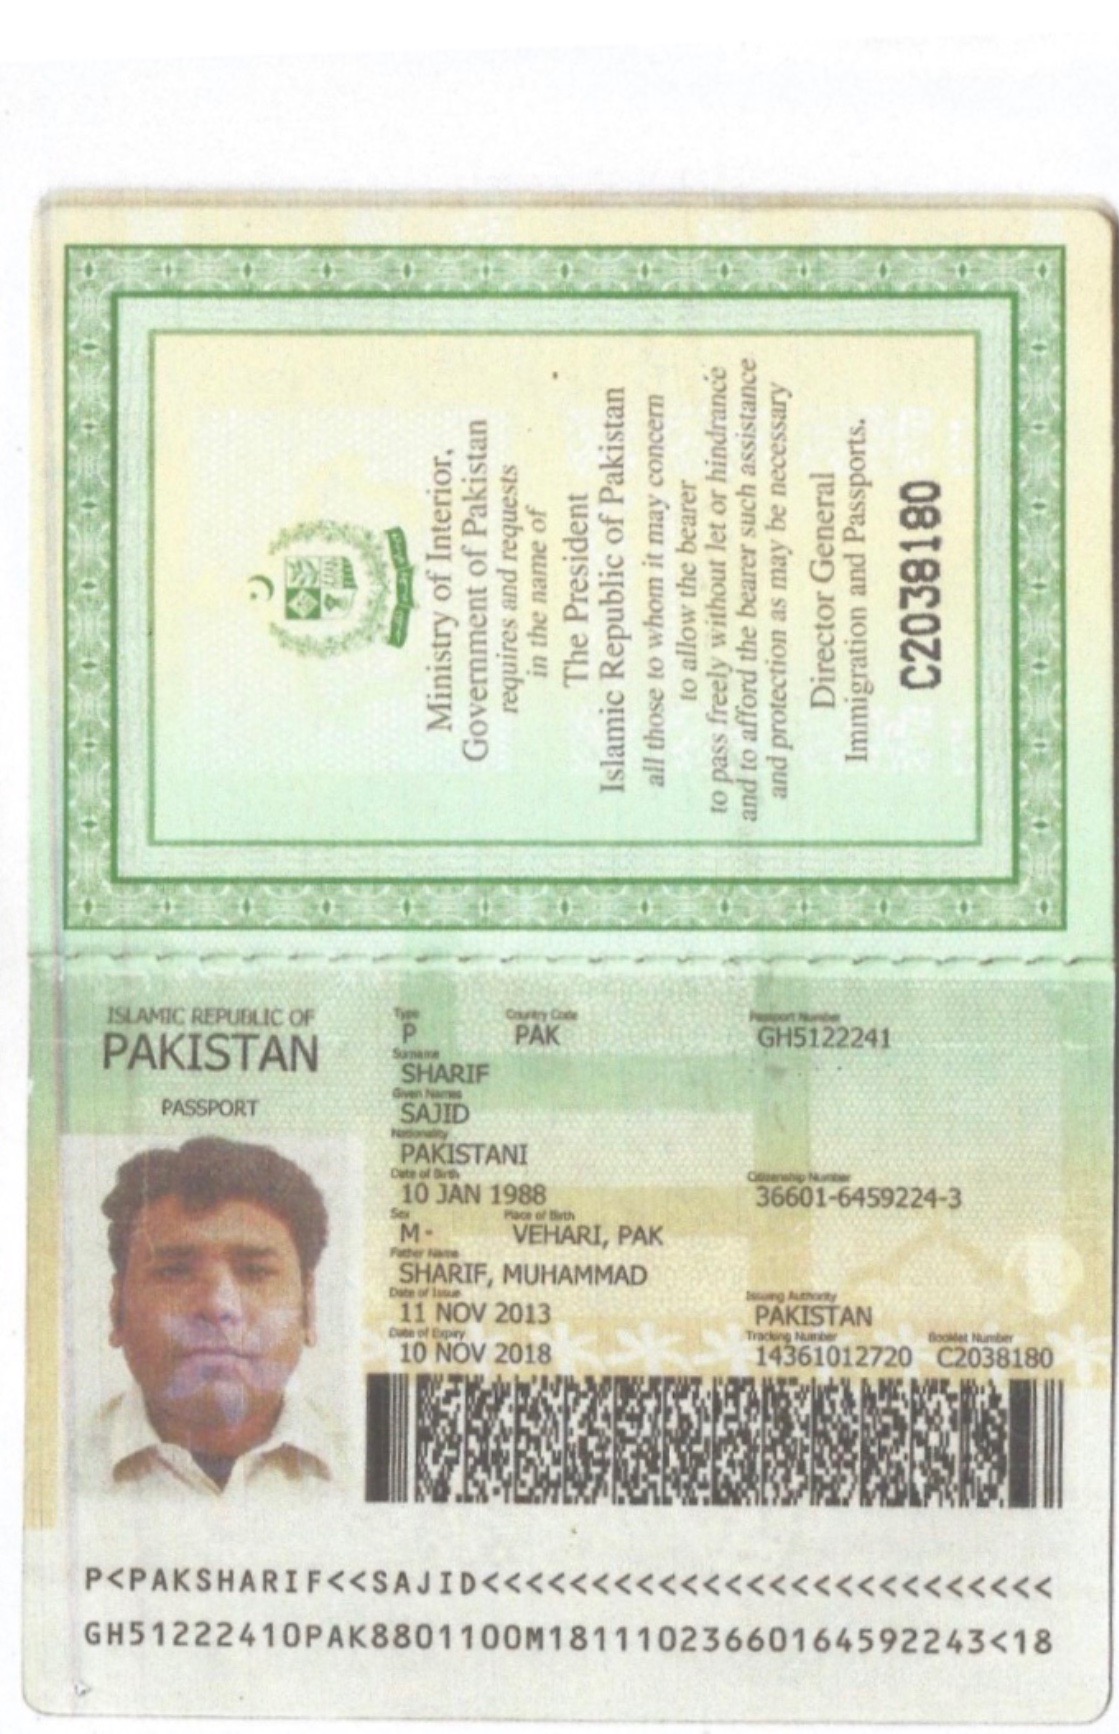 Ministry of Interior,
Government of Pakistan
requires and requests
in the name of
The President
Islamic Republic of Pakistan
all those to whom it may concern
to allow the bearer
to pass freely without let or hindrance
and to afford the bearer such assistance
and protection as may be necessary
Director General
Immigration and Passports.
C2038180
ISLAMIC REPUBLIC OF
PAKISTAN
PASSPORT
Type Country Code Passport Number
P PAK GH5122241
Surname
SHARIF
Given Names
SAJID
Nationality
PAKISTANI
Date of Birth Citizenship Number
10 JAN 1988 36601-6459224-3
Sex Place of Birth
M - VEHARI, PAK
Father Name
SHARIF, MUHAMMAD
Date of Issue Issuing Authority
11 NOV 2013 PAKISTAN
Date of Expiry Tracking Number Booklet Number
10 NOV 2018 14361012720 C2038180
P<PAKSHARIF<<SAJID<<<<<<<<<<<<<<<<<<<<<<<<<<
GH51222410PAK8801100M18111023660164592243<18